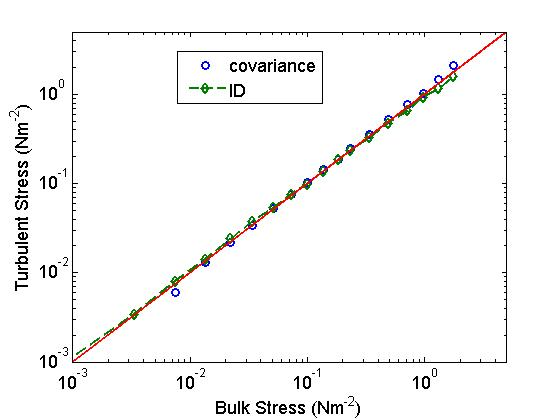 covariance
ID
Turbulent Stress (Nm-2)
10^0
10^-1
10^-2
10^-3
10^-3
10^-2
10^-1
10^0
Bulk Stress (Nm-2)